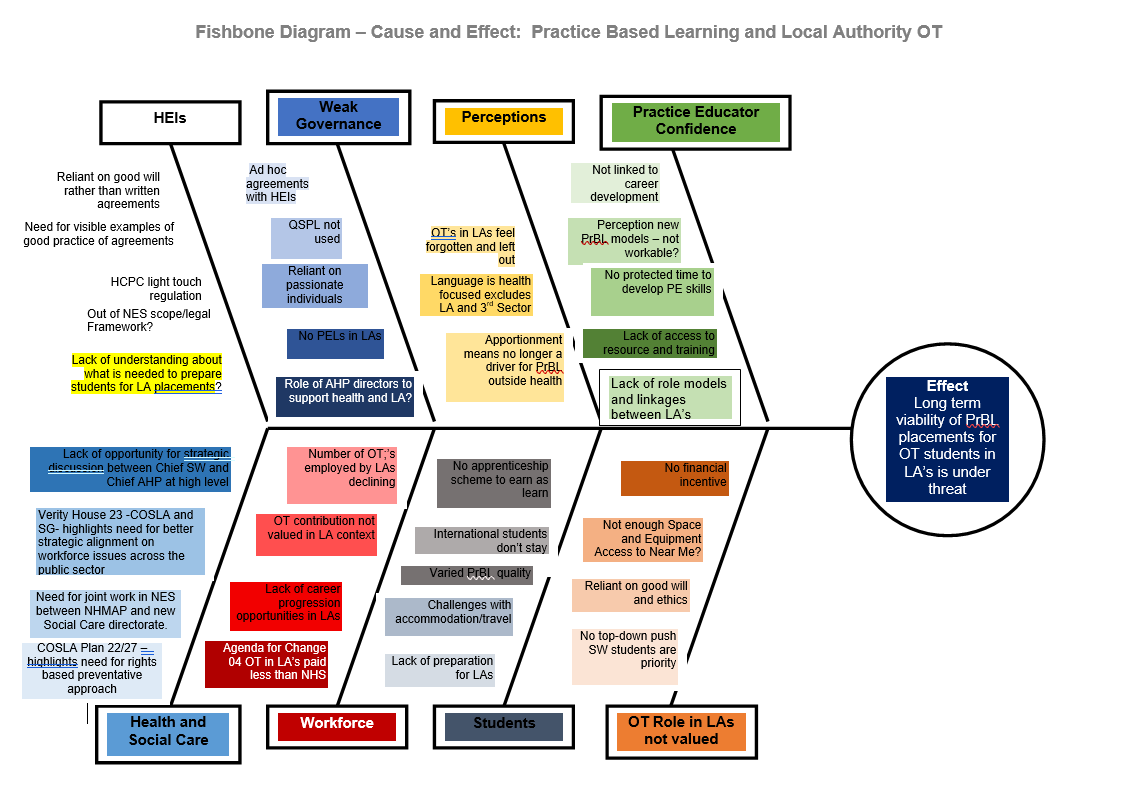 Fishbone Diagram – Cause and Effect:  Practice Based Learning and Local Authority OT
HEIs
Reliant on good will
rather than written
agreements
Need for visible examples of
good practice of agreements
HCPC light touch
regulation
Out of NES scope/legal
Framework?
Lack of understanding about
what is needed to prepare
students for LA placements?
Weak
Governance
Ad hoc
agreements
with HEIs
QSPL not
used
Reliant on
passionate
individuals
No PELs in LAs
Role of AHP directors to
support health and LA?
Perceptions
OT's in LAs feel
forgotten and left
out
Language is health
focused excludes
LA and 3rd Sector
Apportionment
means no longer a
driver for PrBL
outside health
Practice Educator
Confidence
Not linked to
career
development
Perception new
PrBL models – not
workable?
No protected time to
develop PE skills
Lack of access to
resource and training
Lack of role models
and linkages
between LA's
Effect
Long term
viability of PrBL
placements for
OT students in
LA's is under
threat
Lack of opportunity for strategic
discussion between Chief SW and
Chief AHP at high level
Verity House 23 -COSLA and
SG- highlights need for better
strategic alignment on
workforce issues across the
public sector
Need for joint work in NES
between NHMAP and new
Social Care directorate.
COSLA Plan 22/27 –
highlights need for rights
based preventative
approach
Health and
Social Care
Number of OT;'s
employed by LAs
declining
OT contribution not
valued in LA context
Lack of career
progression
opportunities in LAs
Agenda for Change
04 OT in LA's paid
less than NHS
Workforce
No apprenticeship
scheme to earn as
learn
International students
don't stay
Varied PrBL quality
Challenges with
accommodation/travel
Lack of preparation
for LAs
Students
No financial
incentive
Not enough Space
and Equipment
Access to Near Me?
Reliant on good will
and ethics
No top-down push
SW students are
priority
OT Role in LAs
not valued